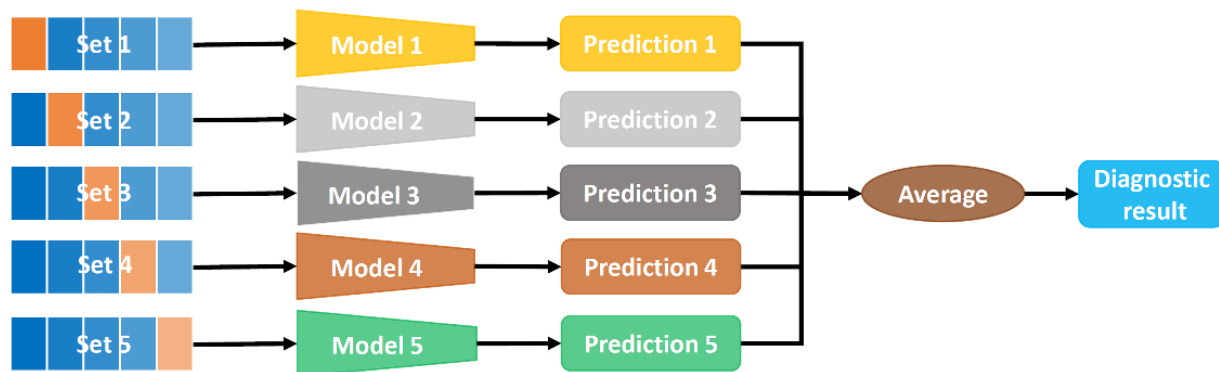 Set 1
Model 1
Prediction 1
Set 2
Model 2
Prediction 2
Set 3
Model 3
Prediction 3
Average
Diagnostic
result
Set 4
Model 4
Prediction 4
Set 5
Model 5
Prediction 5